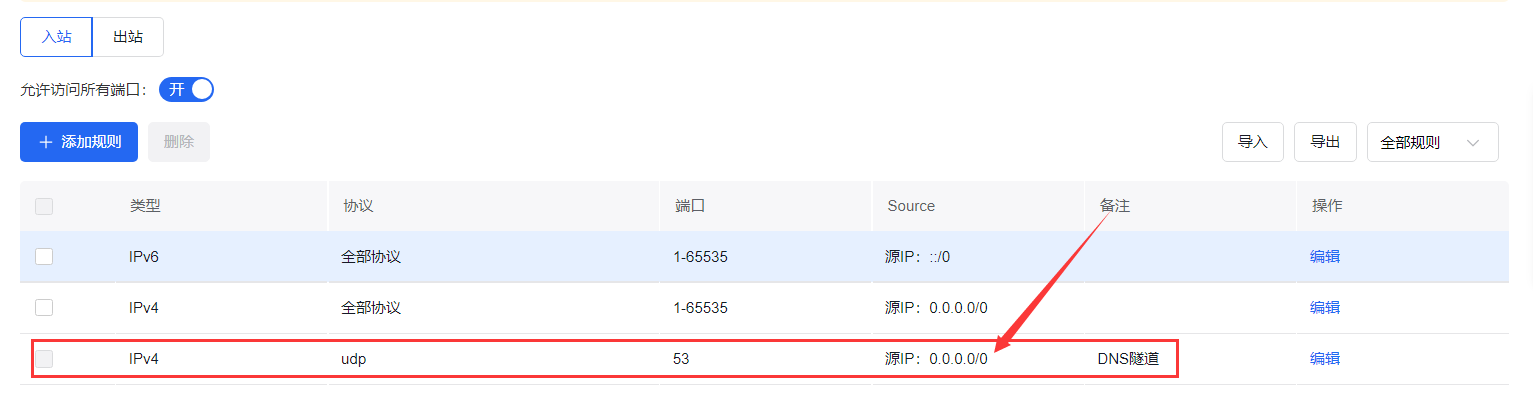 入站 出站
允许访问所有端口: 开
+ 添加规则 删除 导入 导出 全部规则
类型 协议 端口 Source 备注 操作
IPv6 全部协议 1-65535 源IP: ::/0 编辑
IPv4 全部协议 1-65535 源IP: 0.0.0.0/0 编辑
IPv4 udp 53 源IP: 0.0.0.0/0 DNS隧道 编辑